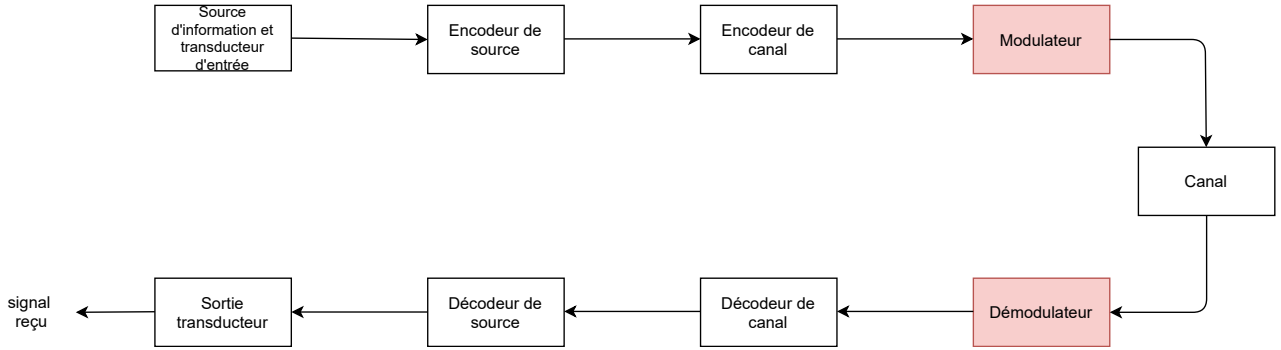 Source
d'information et
transducteur
d'entrée
Encodeur de
source
Encodeur de
canal
Modulateur
Canal
signal
reçu
Sortie
transducteur
Décodeur de
source
Décodeur de
canal
Démodulateur